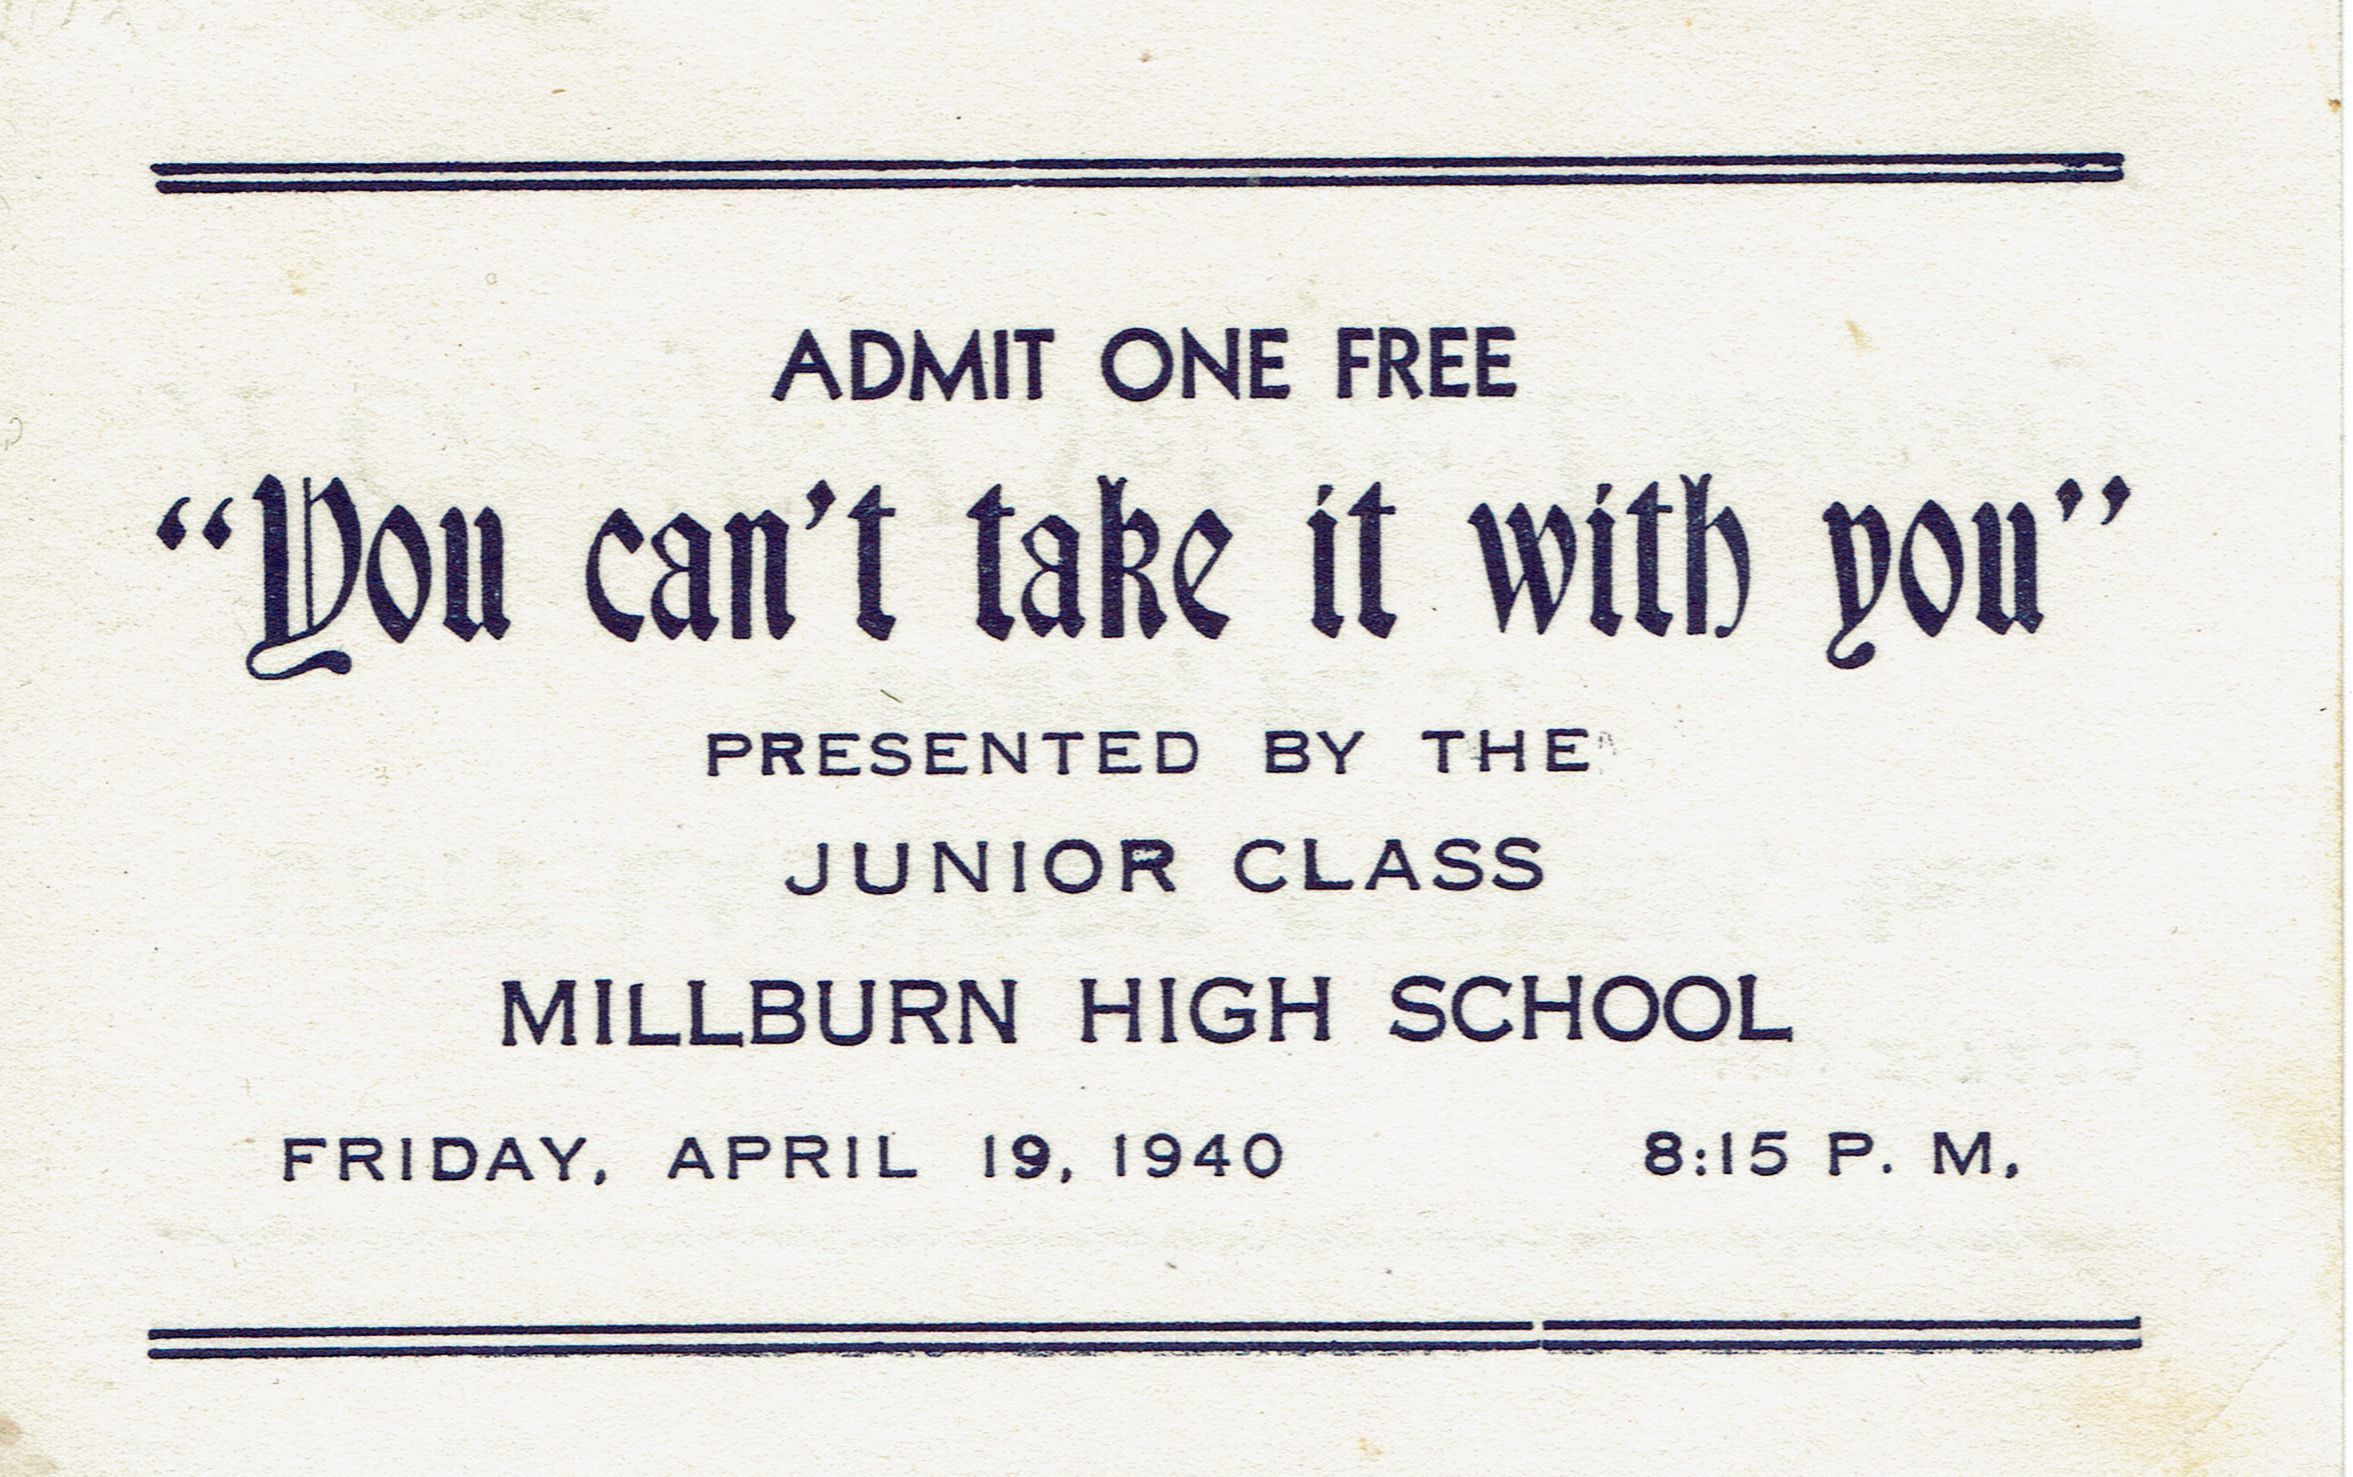 ADMIT ONE FREE
“You can't take it with you”
PRESENTED BY THE
JUNIOR CLASS
MILLBURN HIGH SCHOOL
FRIDAY, APRIL 19, 1940 8:15 P. M.